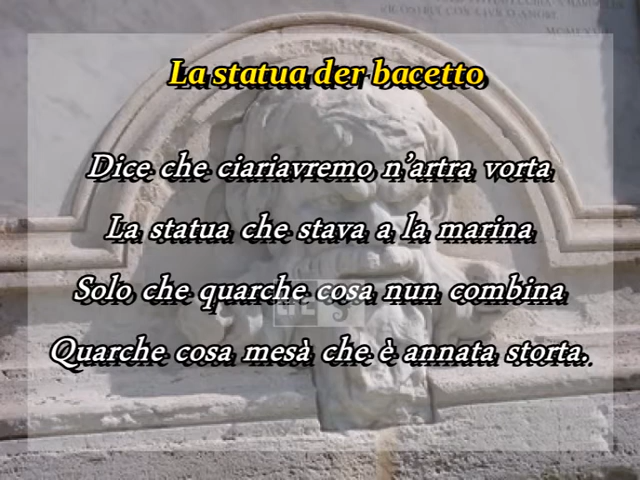 La statua der bacetto
Dice che ciariavremo n’artra vorta
La statua che stava a la marina
Solo che quarche cosa nun combina
Quarche cosa mesà che è annata storta.